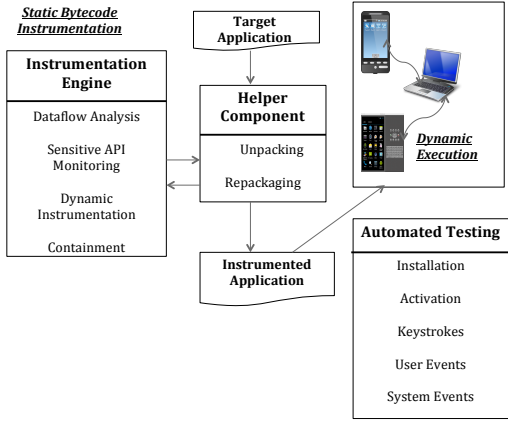 Static Bytecode
Instrumentation
Instrumentation
Engine
Dataflow Analysis
Sensitive API
Monitoring
Dynamic
Instrumentation
Containment
Target
Application
Helper
Component
Unpacking
Repackaging
Instrumented
Application
Dynamic
Execution
Automated Testing
Installation
Activation
Keystrokes
User Events
System Events